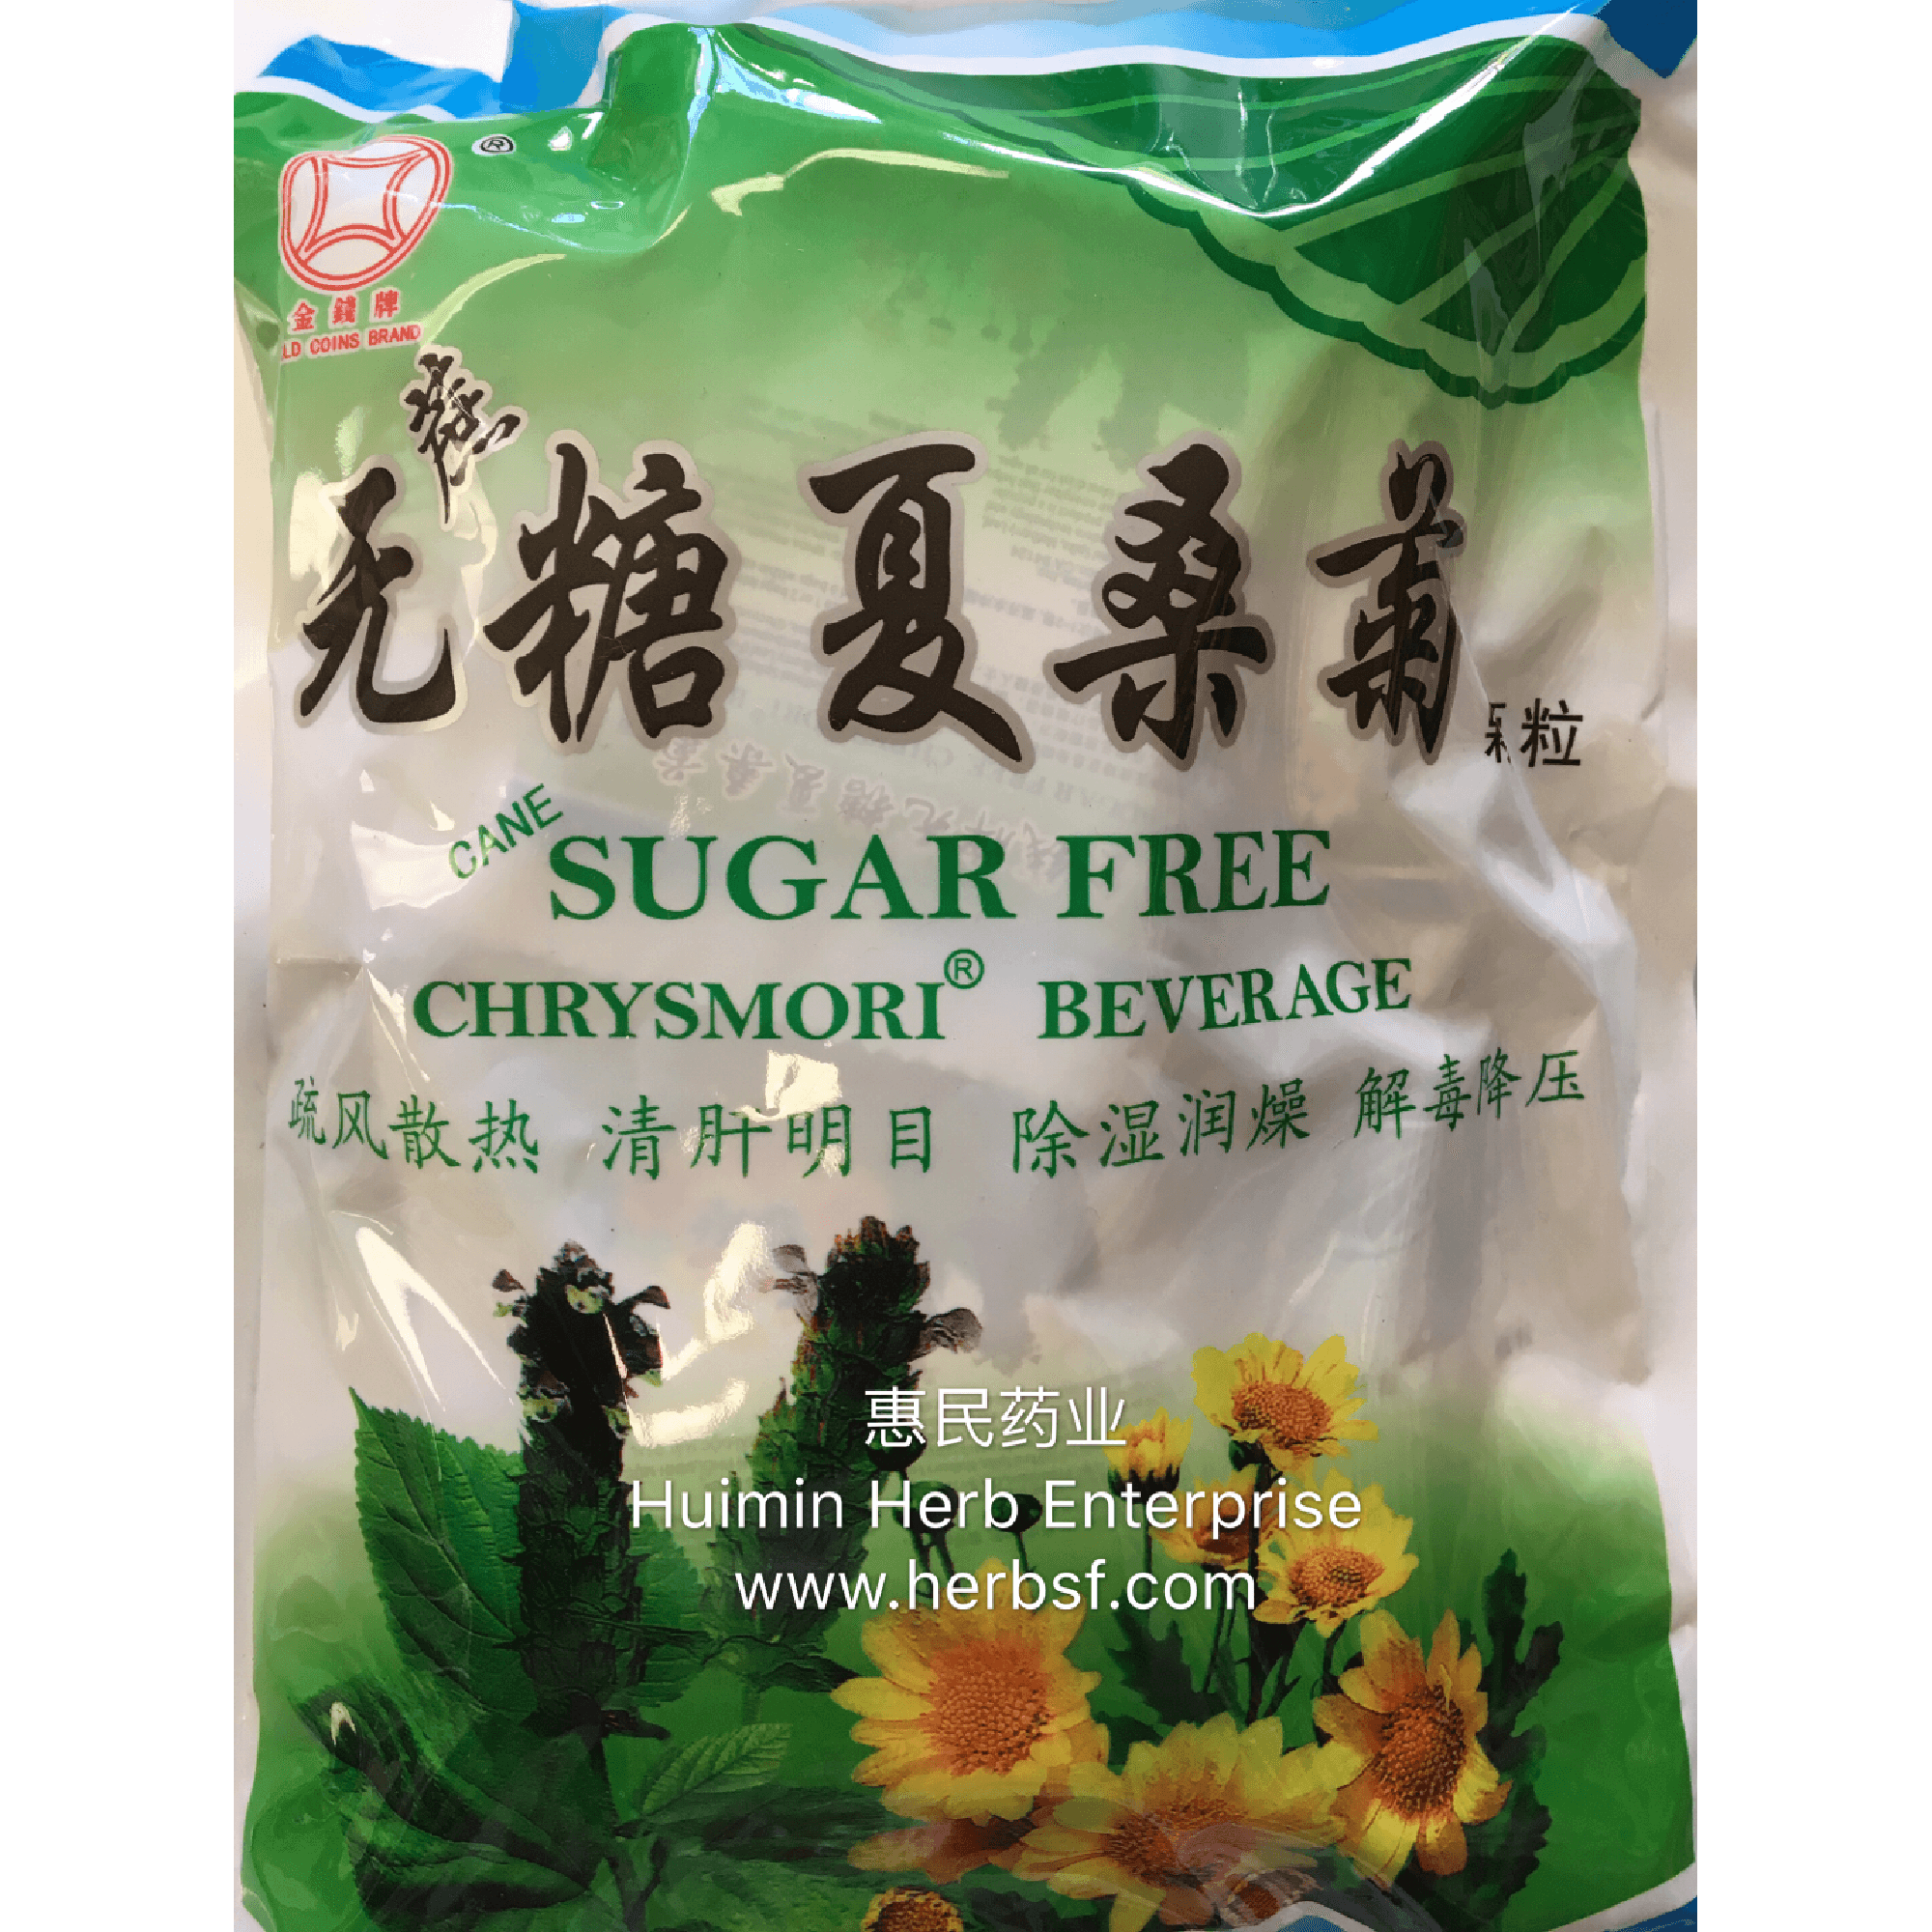 ®
金錢牌
LD COINS BRAND
蔗
无糖夏桑菊
颗粒
CANE
SUGAR FREE
CHRYSMORI® BEVERAGE
疏风散热 清肝明目 除湿润燥 解毒降压
惠民药业
Huimin Herb Enterprise
www.herbsf.com